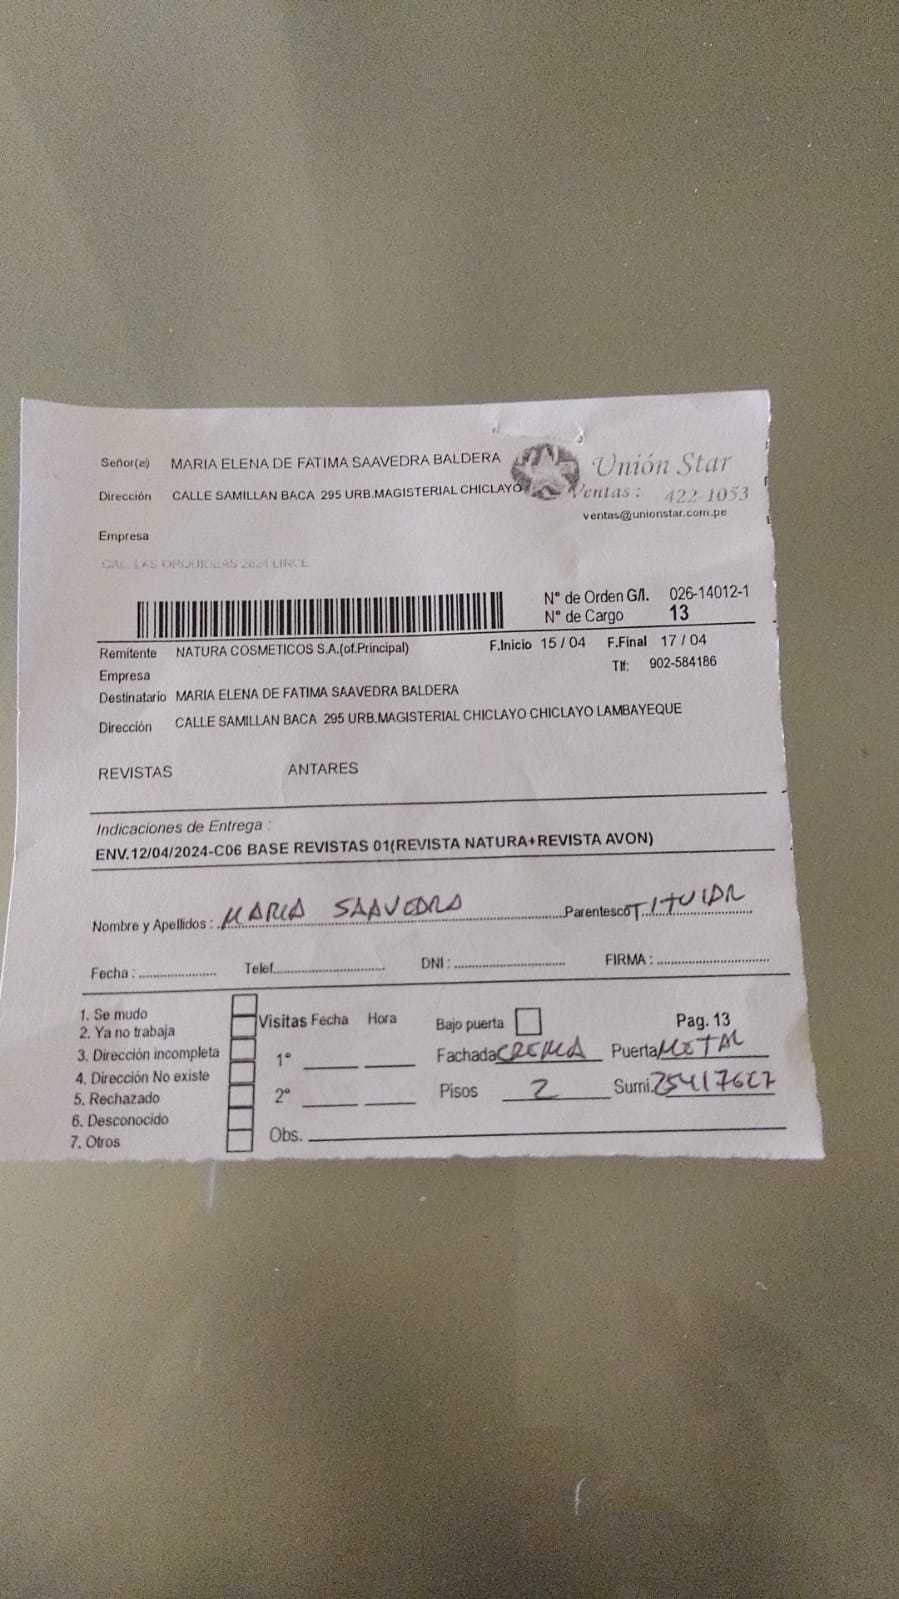 Señor(a) MARIA ELENA DE FATIMA SAAVEDRA BALDERA
Unión Star
Dirección CALLE SAMILLAN BACA 295 URB.MAGISTERIAL CHICLAYO
Ventas : 422-1053
ventas@unionstar.com.pe
Empresa
CAL. LAS ORQUIDEAS 2624 LINCE
N° de Orden G/I. 026-14012-1
N° de Cargo 13
Remitente NATURA COSMETICOS S.A.(of.Principal) F.Inicio 15 / 04 F.Final 17 / 04
Empresa Tlf: 902-584186
Destinatario MARIA ELENA DE FATIMA SAAVEDRA BALDERA
Dirección CALLE SAMILLAN BACA 295 URB.MAGISTERIAL CHICLAYO CHICLAYO LAMBAYEQUE
REVISTAS ANTARES
Indicaciones de Entrega :
ENV.12/04/2024-C06 BASE REVISTAS 01(REVISTA NATURA+REVISTA AVON)
Nombre y Apellidos : MARIA SAAVEDRA Parentesco TITULAR
Fecha : Telef. DNI : FIRMA :
1. Se mudo
2. Ya no trabaja
3. Dirección incompleta
4. Dirección No existe
5. Rechazado
6. Desconocido
7. Otros
Visitas Fecha Hora
1°
2°
Obs.
Bajo puerta Pag. 13
Fachada CREMA Puerta METAL
Pisos 2 Sumi.